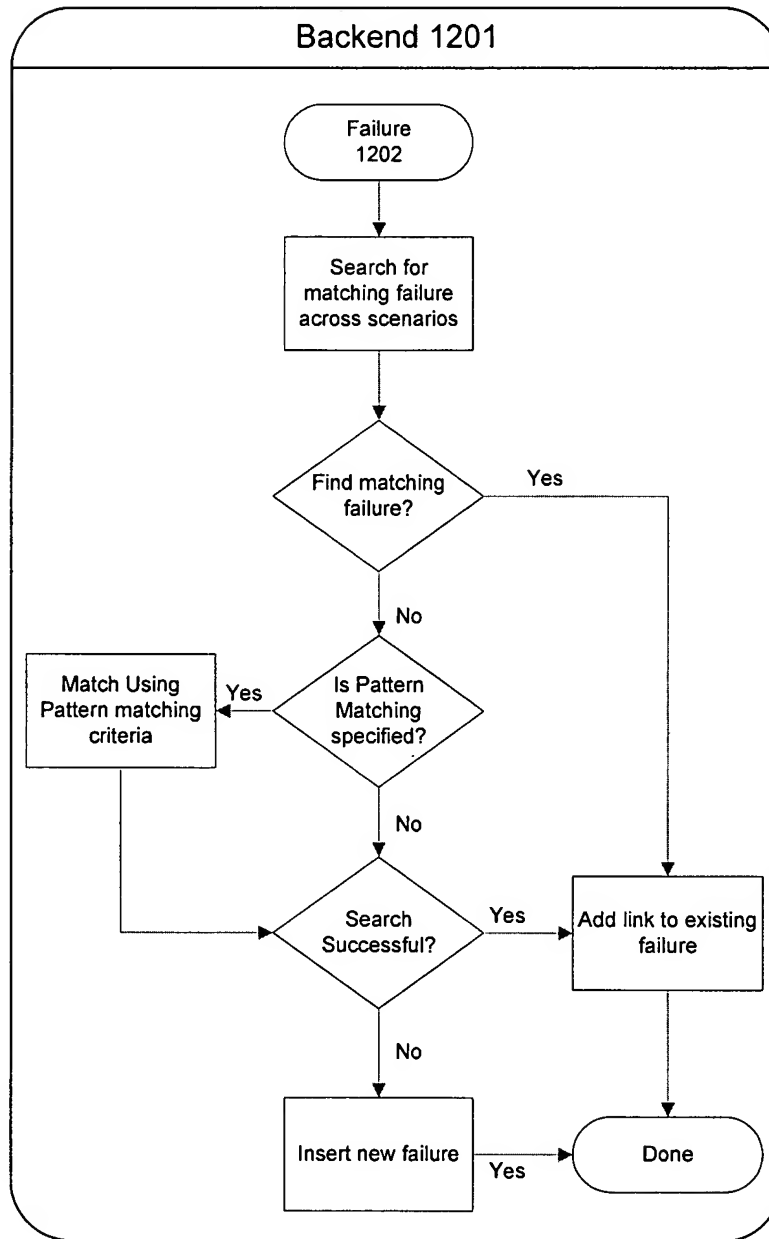 Backend 1201
Failure
1202
Search for
matching failure
across scenarios
Find matching
failure?
Yes
No
Match Using
Pattern matching
criteria
Yes
Is Pattern
Matching
specified?
No
Search
Successful?
Yes
Add link to existing
failure
No
Insert new failure
Yes
Done